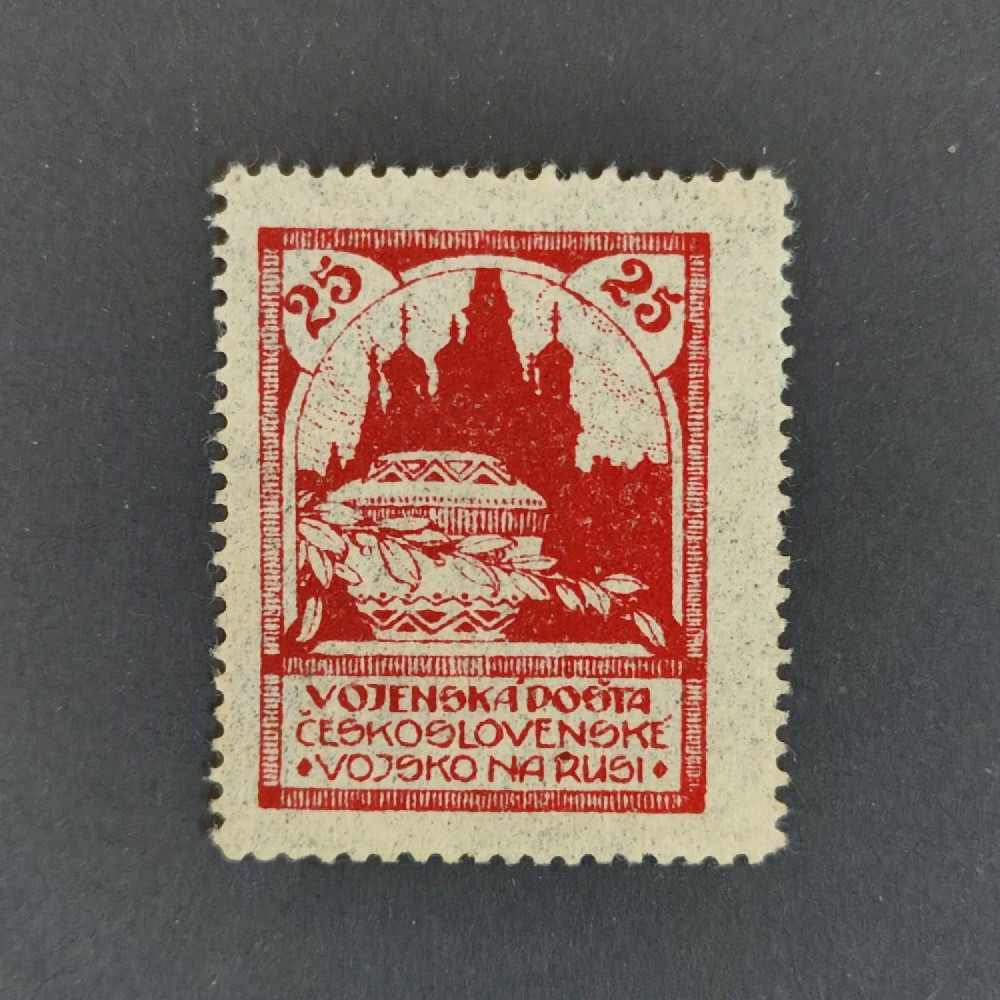 25 25
VOJENSKÁ POŠTA
ČESKOSLOVENSKÉ
VOJSKO NA RUSI